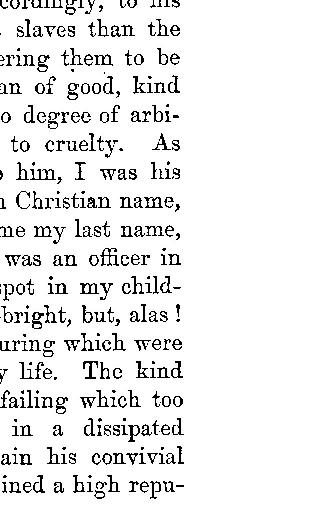 cordingly, to his
slaves than the
ering them to be
an of good, kind
o degree of arbi-
to cruelty. As
him, I was his
Christian name,
me my last name,
was an officer in
spot in my child-
bright, but, alas!
uring which were
life. The kind
failing which too
in a dissipated
ain his convivial
ined a high repu-